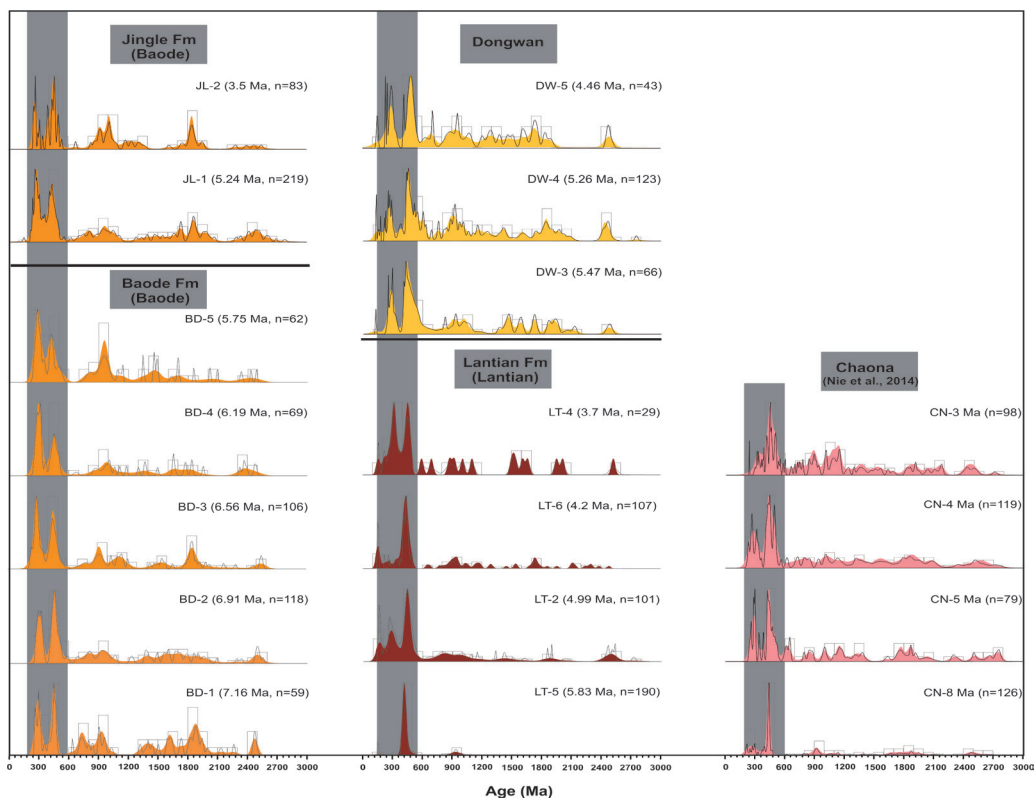 Jingle Fm
(Baode)
JL-2 (3.5 Ma, n=83)
JL-1 (5.24 Ma, n=219)
Baode Fm
(Baode)
BD-5 (5.75 Ma, n=62)
BD-4 (6.19 Ma, n=69)
BD-3 (6.56 Ma, n=106)
BD-2 (6.91 Ma, n=118)
BD-1 (7.16 Ma, n=59)
0 300 600 900 1200 1500 1800 2100 2400 2700 3000
Dongwan
DW-5 (4.46 Ma, n=43)
DW-4 (5.26 Ma, n=123)
DW-3 (5.47 Ma, n=66)
Lantian Fm
(Lantian)
LT-4 (3.7 Ma, n=29)
LT-6 (4.2 Ma, n=107)
LT-2 (4.99 Ma, n=101)
LT-5 (5.83 Ma, n=190)
0 300 600 900 1200 1500 1800 2100 2400 2700 3000
Age (Ma)
Chaona
(Nie et al., 2014)
CN-3 Ma (n=98)
CN-4 Ma (n=119)
CN-5 Ma (n=79)
CN-8 Ma (n=126)
0 300 600 900 1200 1500 1800 2100 2400 2700 3000